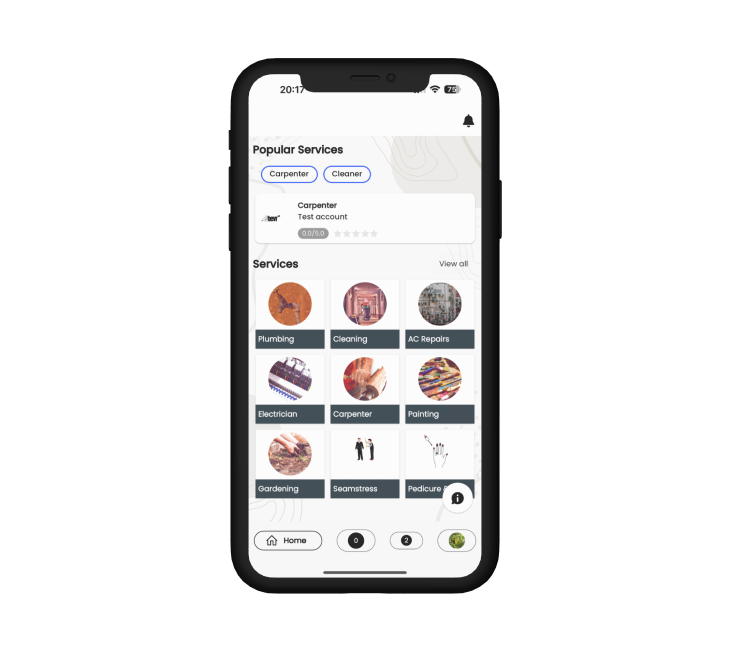 20:17
75
Popular Services
Carpenter
Cleaner
Carpenter
Test account
0.0/5.0
Services
View all
Plumbing
Cleaning
AC Repairs
Electrician
Carpenter
Painting
Gardening
Seamstress
Pedicure
Home
0
2